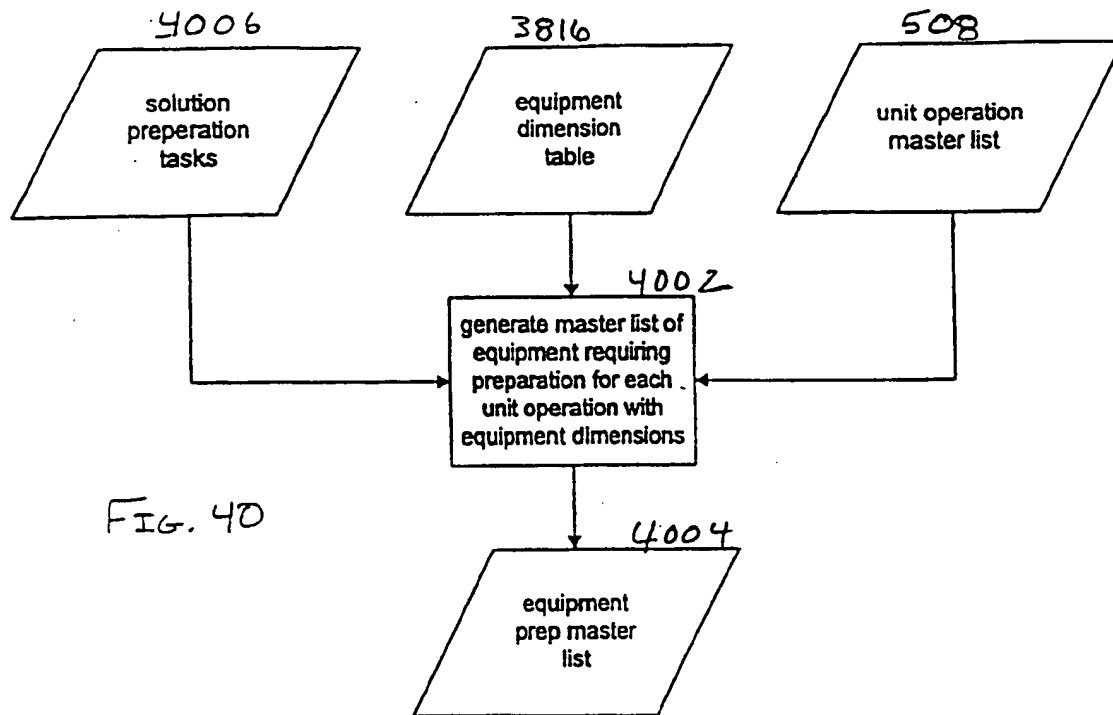 4006
solution
preperation
tasks
3816
equipment
dimension
table
508
unit operation
master list
4002
generate master list of
equipment requiring
preparation for each
unit operation with
equipment dimensions
FIG. 40
4004
equipment
prep master
list